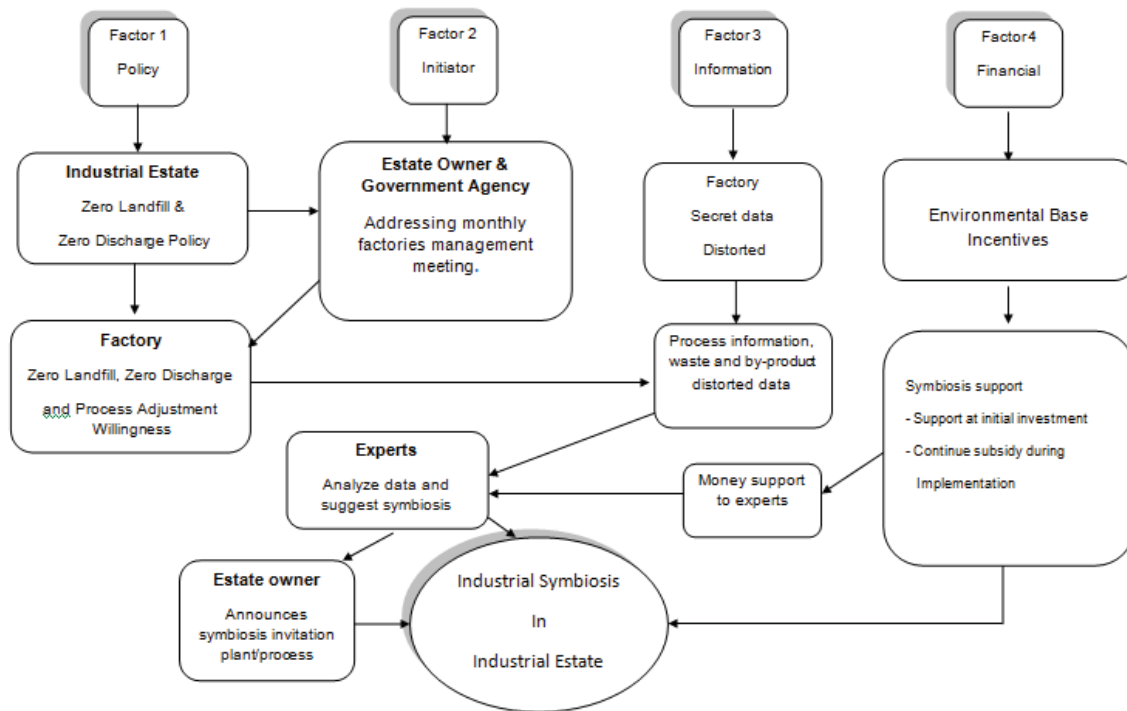 Factor 1
Policy
Factor 2
Initiator
Factor 3
Information
Factor4
Financial
Industrial Estate
Zero Landfill &
Zero Discharge Policy
Estate Owner &
Government Agency
Addressing monthly
factories management
meeting.
Factory
Secret data
Distorted
Environmental Base
Incentives
Factory
Zero Landfill, Zero Discharge
and Process Adjustment
Willingness
Process information,
waste and by-product
distorted data
Symbiosis support
- Support at initial investment
- Continue subsidy during
Implementation
Experts
Analyze data and
suggest symbiosis
Money support
to experts
Estate owner
Announces
symbiosis invitation
plant/process
Industrial Symbiosis
In
Industrial Estate